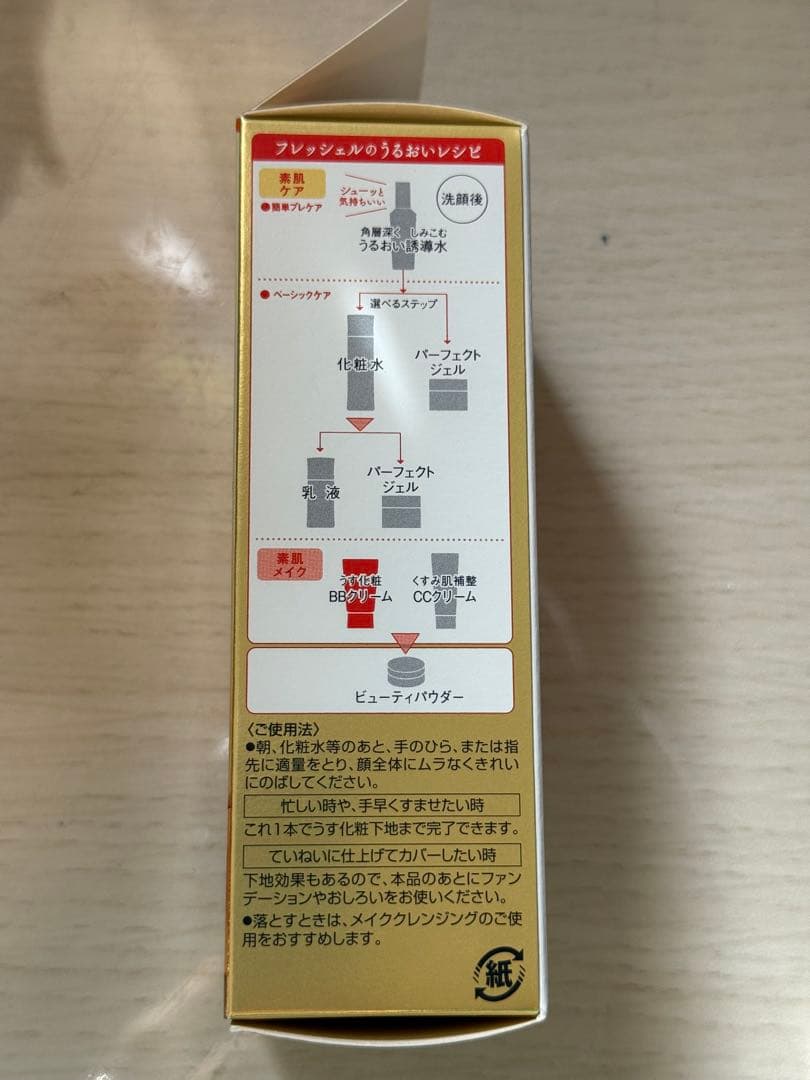 フレッシェルのうるおいレシピ
素肌
ケア
シューッと
気持ちいい
洗顔後
●簡単プレケア
角層深く しみこむ
うるおい誘導水
●ベーシックケア
選べるステップ
化粧水
パーフェクト
ジェル
乳 液
パーフェクト
ジェル
素肌
メイク
うす化粧
BBクリーム
くすみ肌補整
CCクリーム
ビューティパウダー
〈ご使用法〉
●朝、化粧水等のあと、手のひら、または指
先に適量をとり、顔全体にムラなくきれい
にのばしてください。
忙しい時や、手早くすませたい時
これ1本でうす化粧下地まで完了できます。
ていねいに仕上げてカバーしたい時
下地効果もあるので、本品のあとにファン
デーションやおしろいをお使いください。
●落とすときは、メイククレンジングのご使
用をおすすめします。
紙